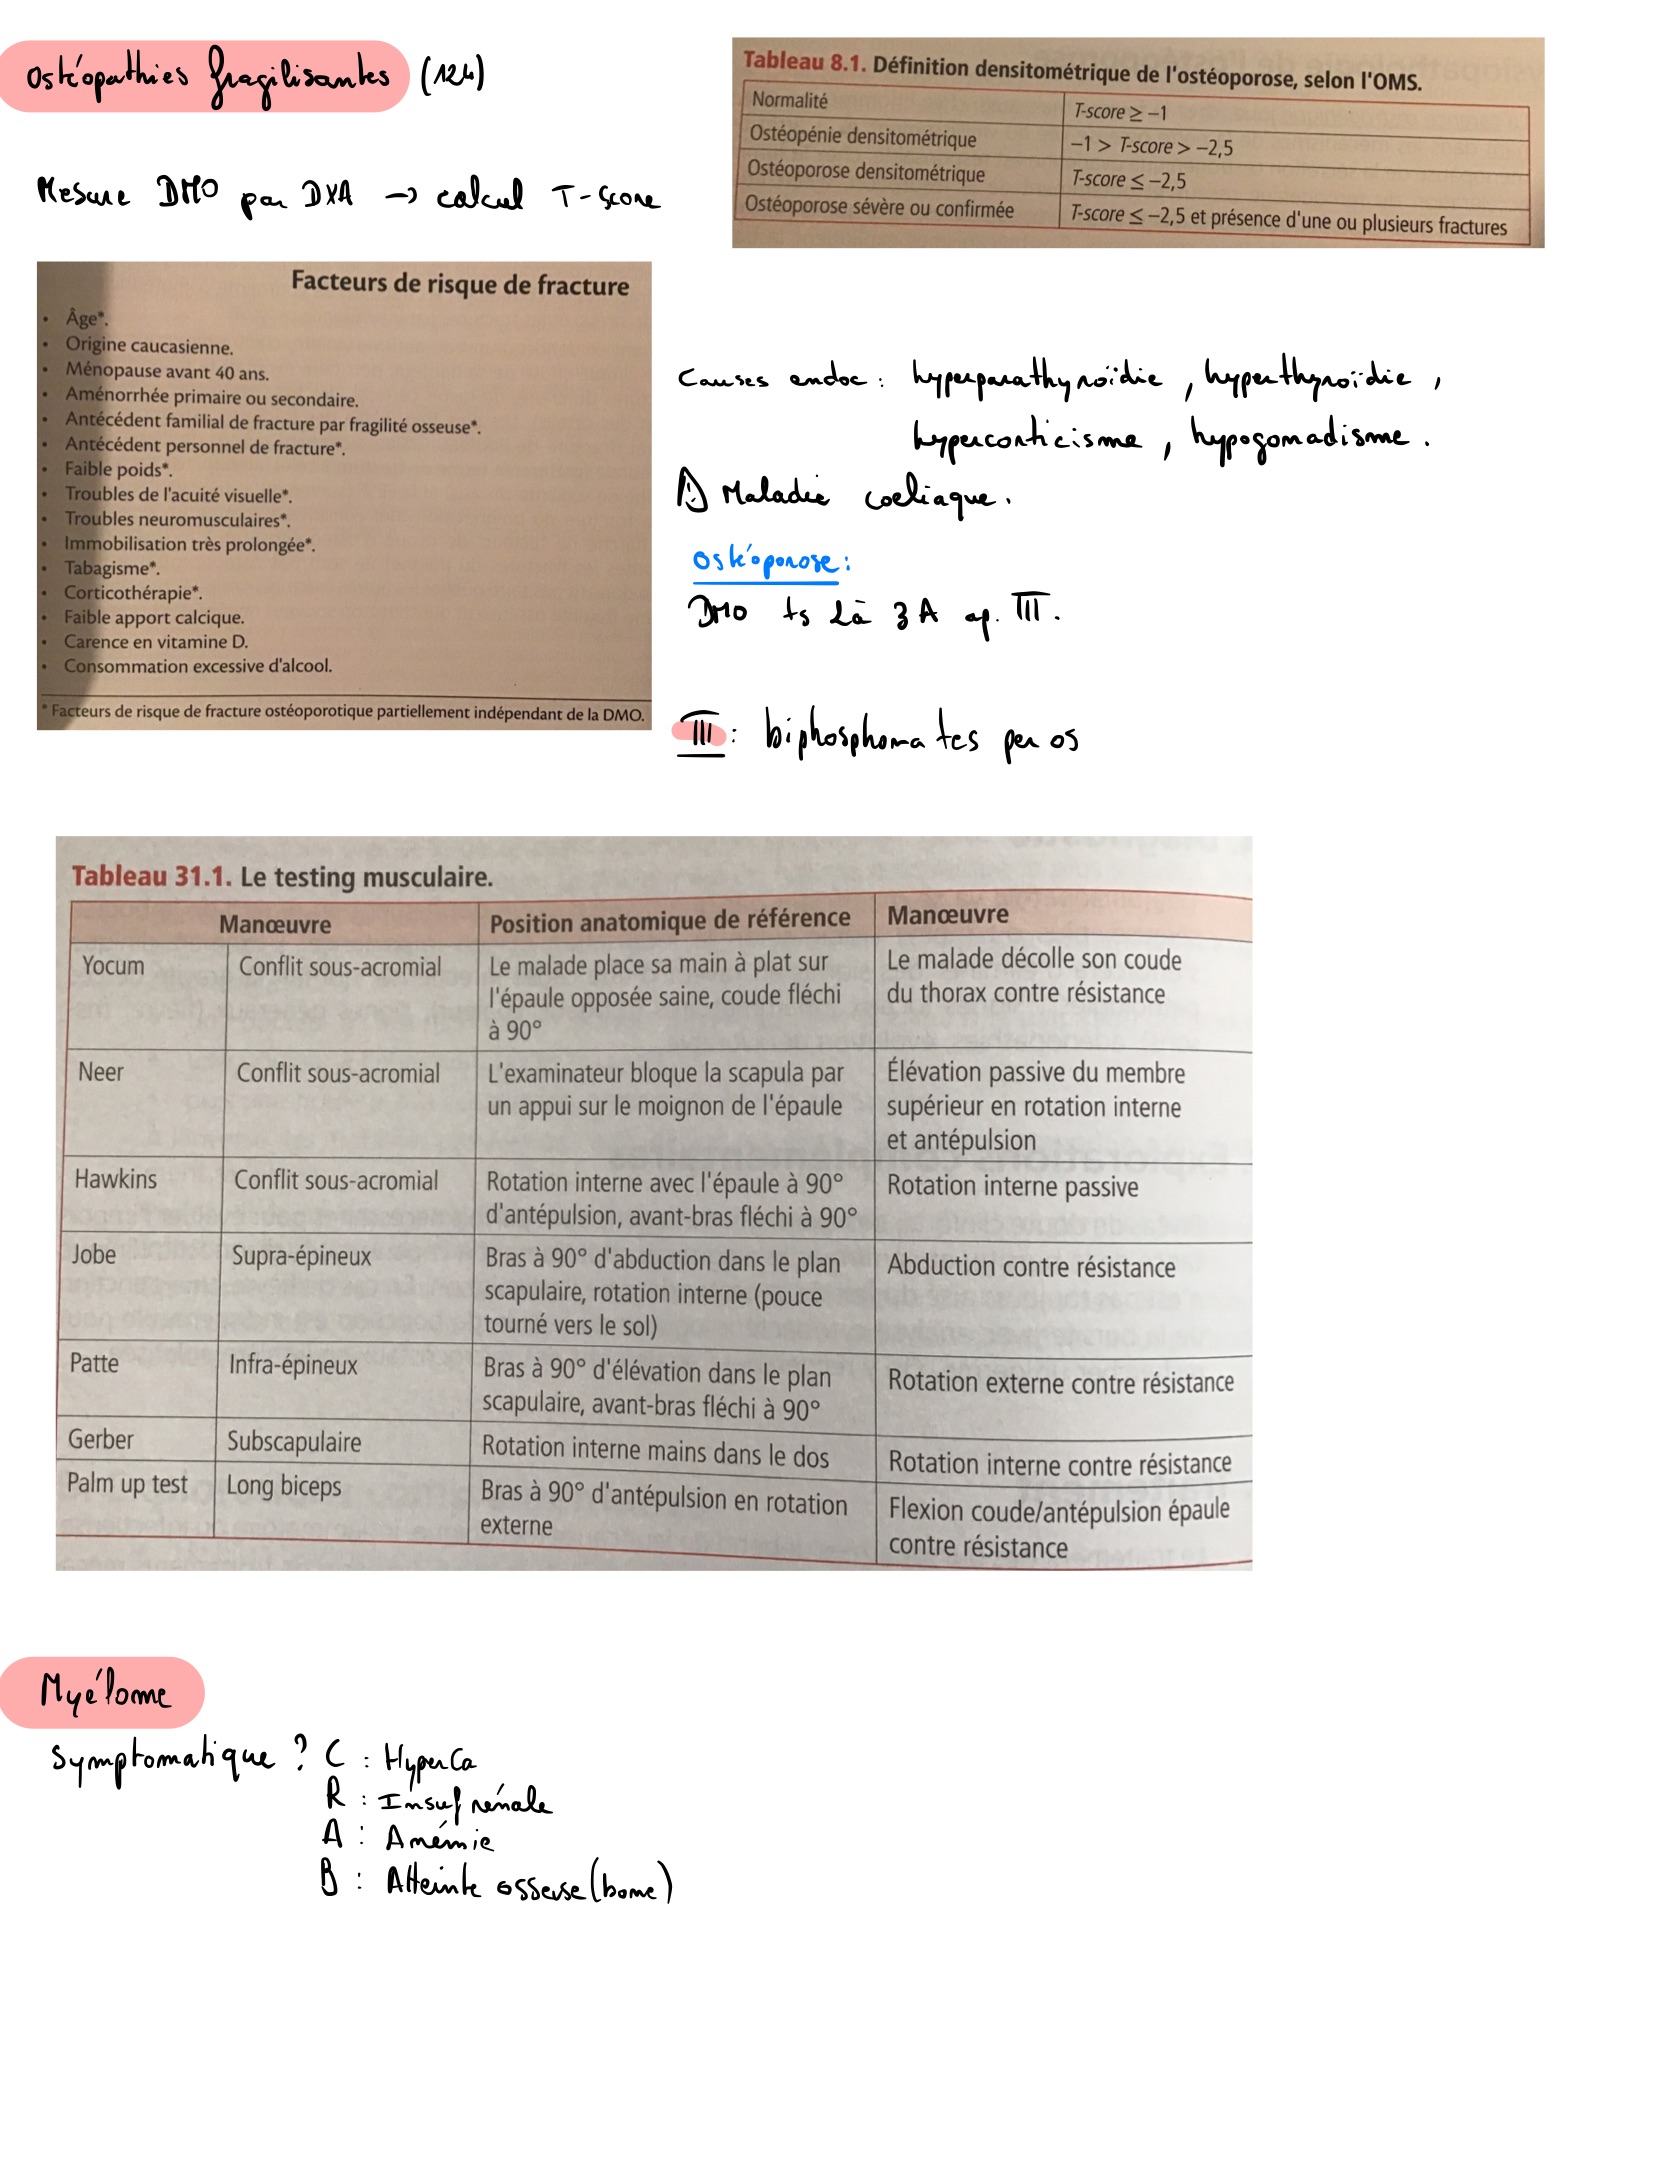 Ostéopathies fragilisantes (124)
Mesure DMO par DXA → calcul T-score
Tableau 8.1. Définition densitométrique de l'ostéoporose, selon l'OMS.
Normalité T-score ≥ –1
Ostéopénie densitométrique –1 > T-score > –2,5
Ostéoporose densitométrique T-score ≤ –2,5
Ostéoporose sévère ou confirmée T-score ≤ –2,5 et présence d'une ou plusieurs fractures
Facteurs de risque de fracture
• Âge*.
• Origine caucasienne.
• Ménopause avant 40 ans.
• Aménorrhée primaire ou secondaire.
• Antécédent familial de fracture par fragilité osseuse*.
• Antécédent personnel de fracture*.
• Faible poids*.
• Troubles de l'acuité visuelle*.
• Troubles neuromusculaires*.
• Immobilisation très prolongée*.
• Tabagisme*.
• Corticothérapie*.
• Faible apport calcique.
• Carence en vitamine D.
• Consommation excessive d'alcool.
* Facteurs de risque de fracture ostéoporotique partiellement indépendant de la DMO.
Causes endoc : hyperparathyroïdie, hyperthyroïdie,
hypercorticisme, hypogonadisme.
⚠ Maladie coeliaque.
Ostéoporose :
DMO ts 2 à 3 A ap. TTT.
TTT : biphosphonates per os
Tableau 31.1. Le testing musculaire.
Manœuvre Position anatomique de référence Manœuvre
Yocum Conflit sous-acromial Le malade place sa main à plat sur Le malade décolle son coude
l'épaule opposée saine, coude fléchi du thorax contre résistance
à 90°
Neer Conflit sous-acromial L'examinateur bloque la scapula par Élévation passive du membre
un appui sur le moignon de l'épaule supérieur en rotation interne
et antépulsion
Hawkins Conflit sous-acromial Rotation interne avec l'épaule à 90° Rotation interne passive
d'antépulsion, avant-bras fléchi à 90°
Jobe Supra-épineux Bras à 90° d'abduction dans le plan Abduction contre résistance
scapulaire, rotation interne (pouce
tourné vers le sol)
Patte Infra-épineux Bras à 90° d'élévation dans le plan Rotation externe contre résistance
scapulaire, avant-bras fléchi à 90°
Gerber Subscapulaire Rotation interne mains dans le dos Rotation interne contre résistance
Palm up test Long biceps Bras à 90° d'antépulsion en rotation Flexion coude/antépulsion épaule
externe contre résistance
Myélome
Symptomatique ? C : HyperCa
R : Insuf rénale
A : Anémie
B : Atteinte osseuse (bone)